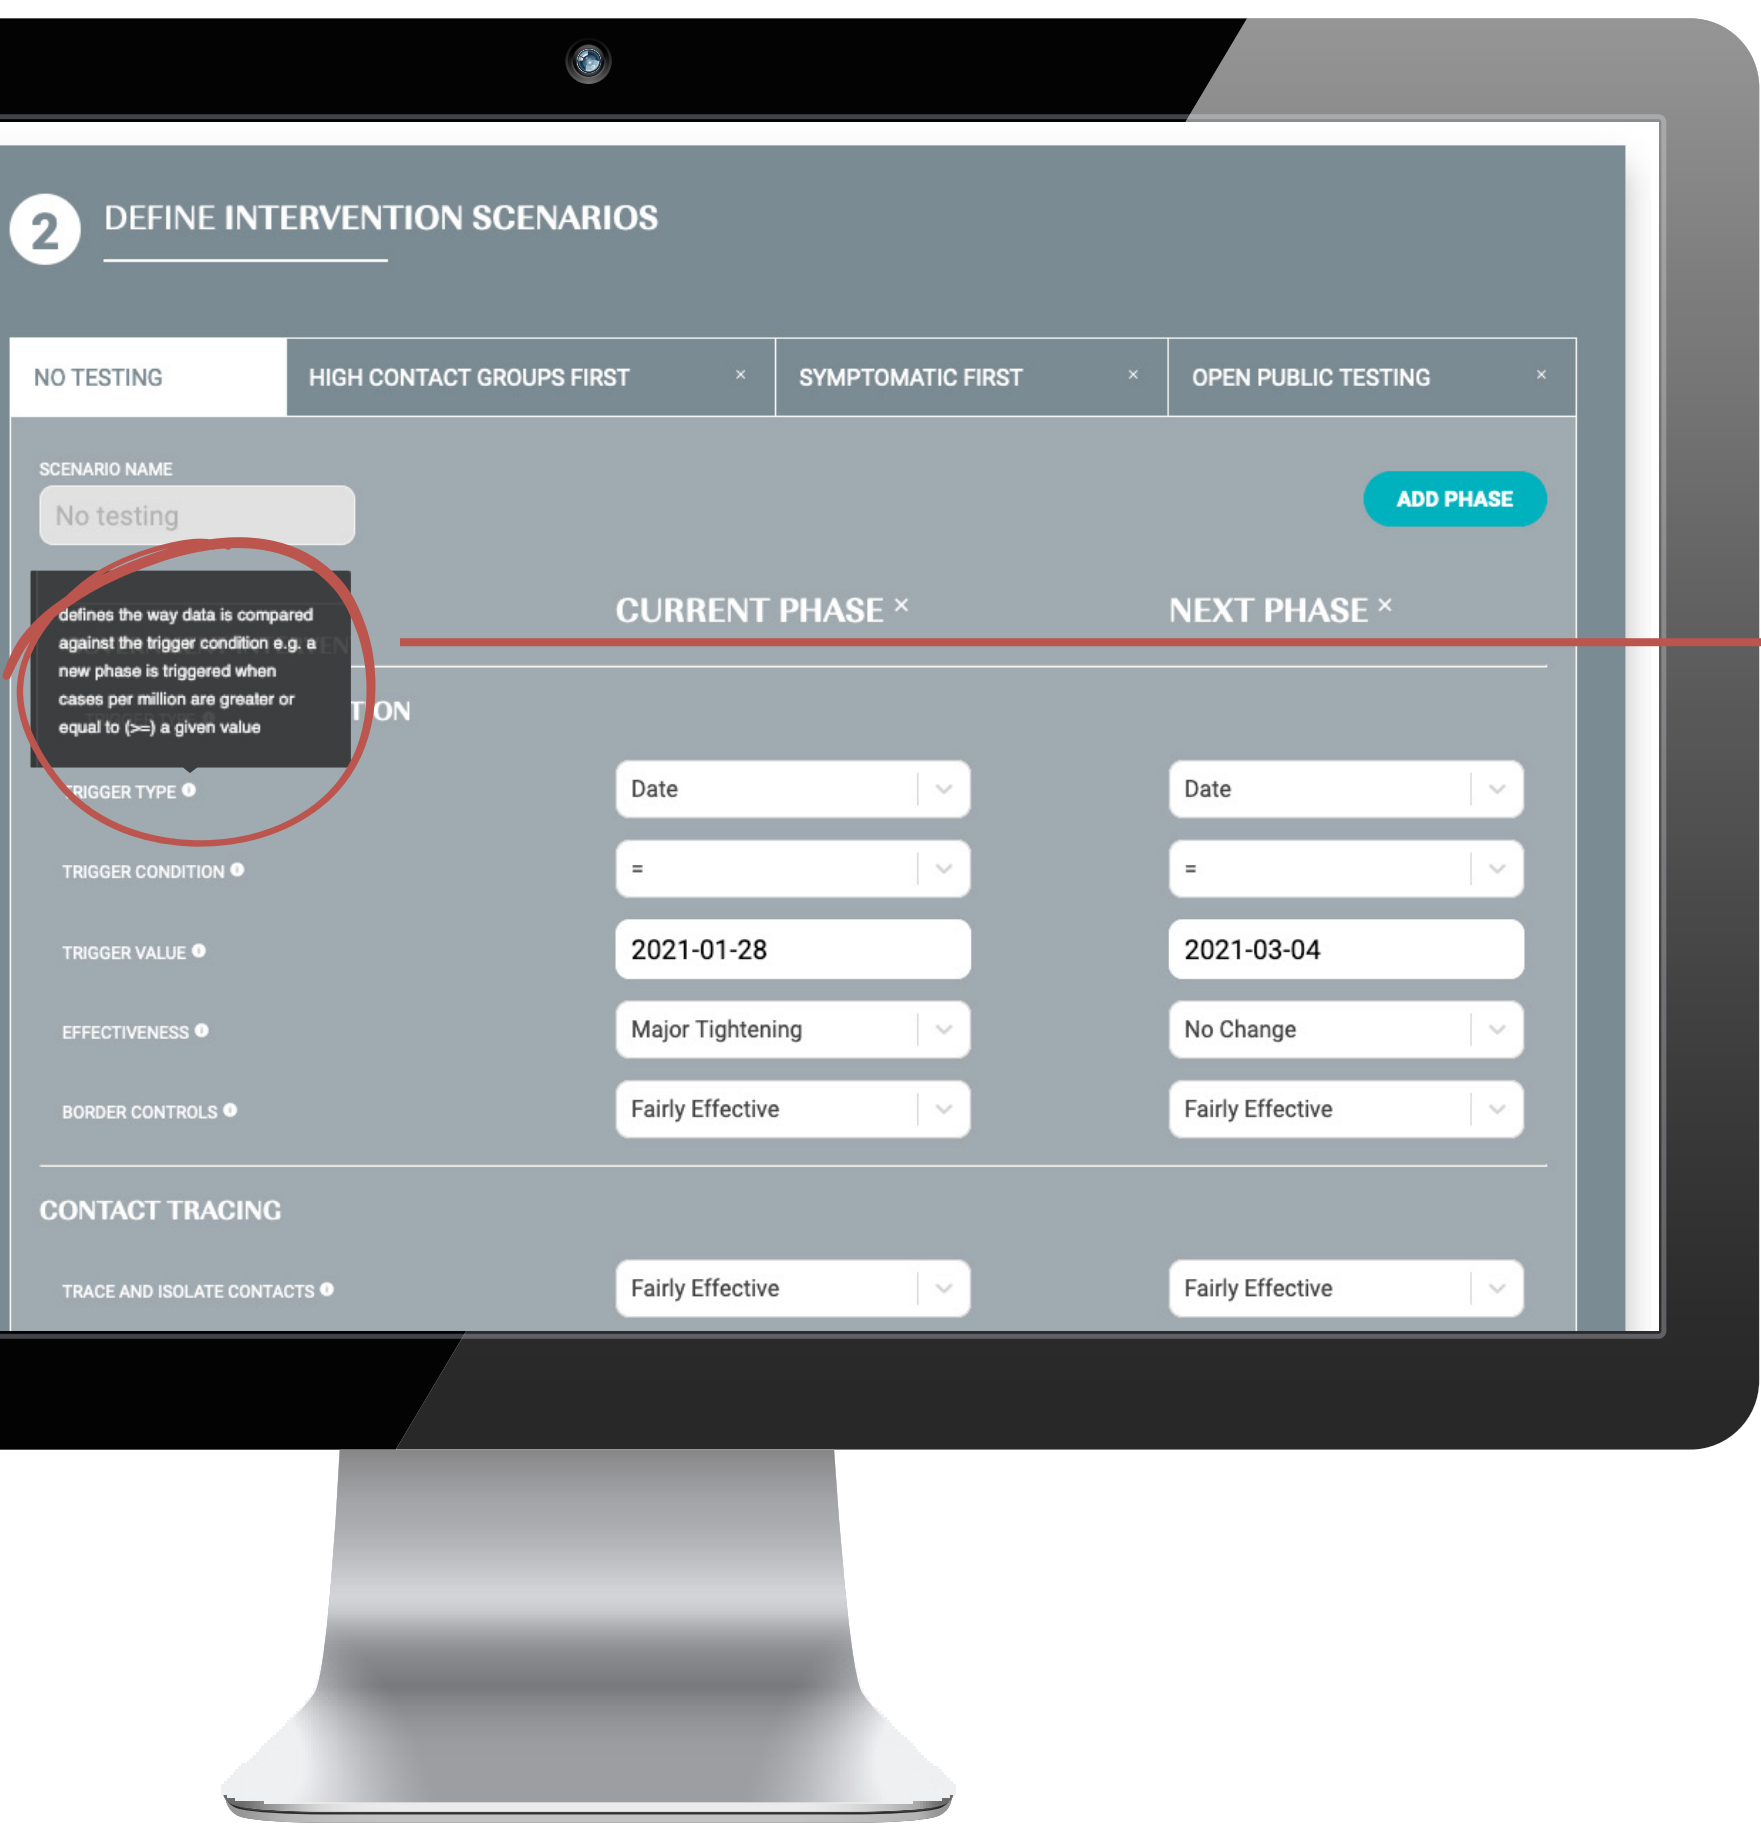 2 DEFINE INTERVENTION SCENARIOS
NO TESTING HIGH CONTACT GROUPS FIRST × SYMPTOMATIC FIRST × OPEN PUBLIC TESTING ×
SCENARIO NAME
No testing
ADD PHASE
CURRENT PHASE × NEXT PHASE ×
defines the way data is compared
against the trigger condition e.g. a
new phase is triggered when
cases per million are greater or
equal to (>=) a given value
TRIGGER TYPE Date Date
TRIGGER CONDITION = =
TRIGGER VALUE 2021-01-28 2021-03-04
EFFECTIVENESS Major Tightening No Change
BORDER CONTROLS Fairly Effective Fairly Effective
CONTACT TRACING
TRACE AND ISOLATE CONTACTS Fairly Effective Fairly Effective